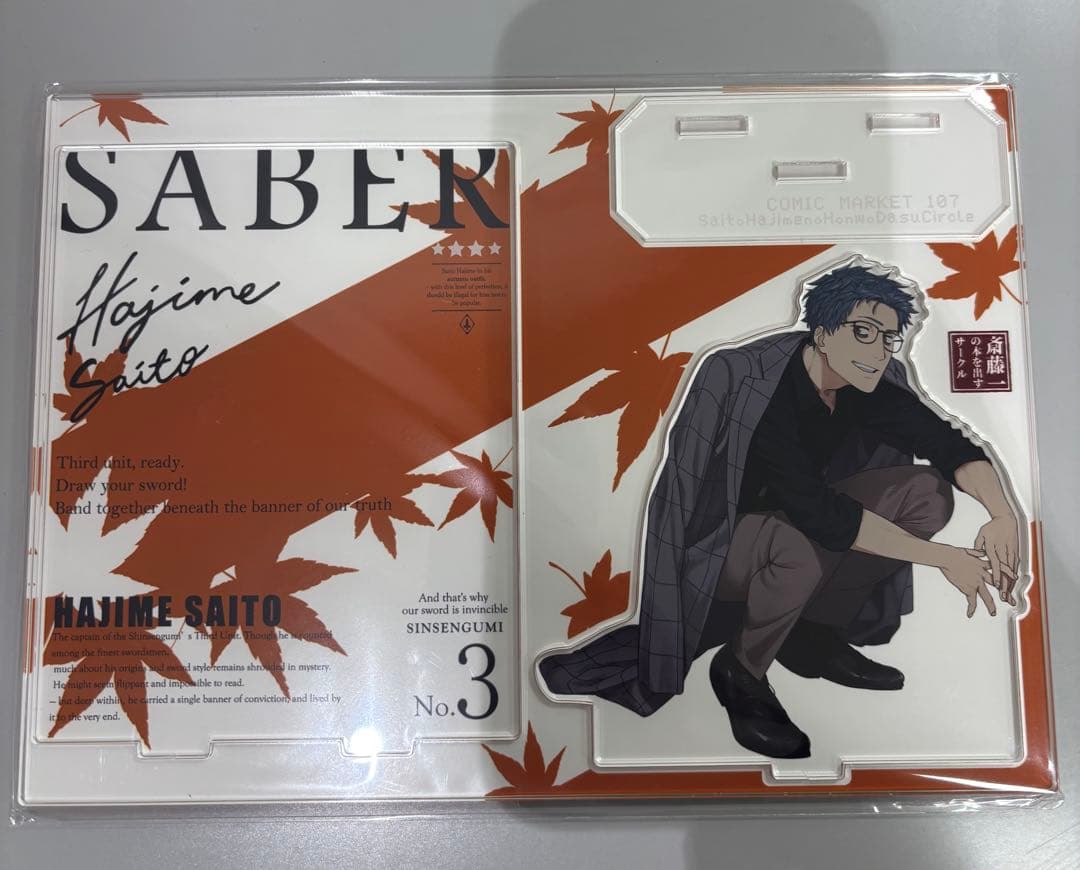 SABER
Hajime
Saito
Saito Hajime in his
autumn outfit.
with this level of perfection, it
should be illegal for him not to
be popular.
Third unit, ready.
Draw your sword!
Band together beneath the banner of our truth
HAJIME SAITO
The captain of the Shinsengumi's Third Unit. Though he is counted
among the finest swordsmen,
much about his origins and sword style remains shrouded in mystery.
He might seem flippant and impossible to read.
— but deep within, he carried a single banner of conviction, and lived by
it to the very end.
And that's why
our sword is invincible
SINSENGUMI
No.3
COMIC MARKET 107
SaitoHajimenoHonwoDasuCircle
斎藤一
の本を出す
サークル